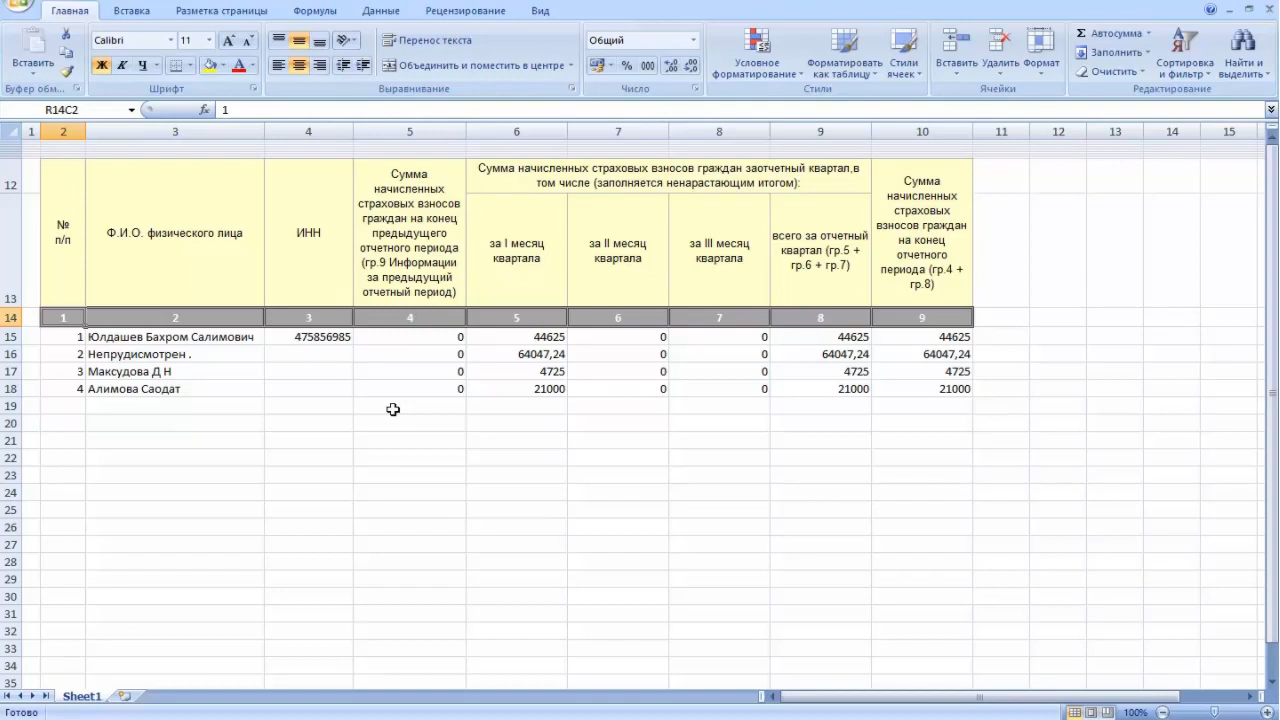 Главная Вставка Разметка страницы Формулы Данные Рецензирование Вид
Calibri 11 Перенос текста Общий Σ Автосумма
Вставить Ж К Ч Объединить и поместить в центре % 000 Условное форматирование Форматировать как таблицу Стили ячеек Вставить Удалить Формат Заполнить Очистить Сортировка и фильтр Найти и выделить
Буфер обм... Шрифт Выравнивание Число Стили Ячейки Редактирование
R14C2 fx 1
1 2 3 4 5 6 7 8 9 10 11 12 13 14 15
12
13
№
п/п
Ф.И.О. физического лица
ИНН
Сумма
начисленных
страховых взносов
граждан на конец
предыдущего
отчетного периода
(гр.9 Информации
за предыдущий
отчетный период)
Сумма начисленных страховых взносов граждан заотчетный квартал,в
том числе (заполняется ненарастающим итогом):
за I месяц
квартала
за II месяц
квартала
за III месяц
квартала
всего за отчетный
квартал (гр.5 +
гр.6 + гр.7)
Сумма
начисленных
страховых
взносов граждан
на конец
отчетного
периода (гр.4 +
гр.8)
14 1 2 3 4 5 6 7 8 9
15 1 Юлдашев Бахром Салимович 475856985 0 44625 0 0 44625 44625
16 2 Непрудисмотрен . 0 64047,24 0 0 64047,24 64047,24
17 3 Максудова Д Н 0 4725 0 0 4725 4725
18 4 Алимова Саодат 0 21000 0 0 21000 21000
19
20
21
22
23
24
25
26
27
28
29
30
31
32
33
34
35
Sheet1
Готово 100%